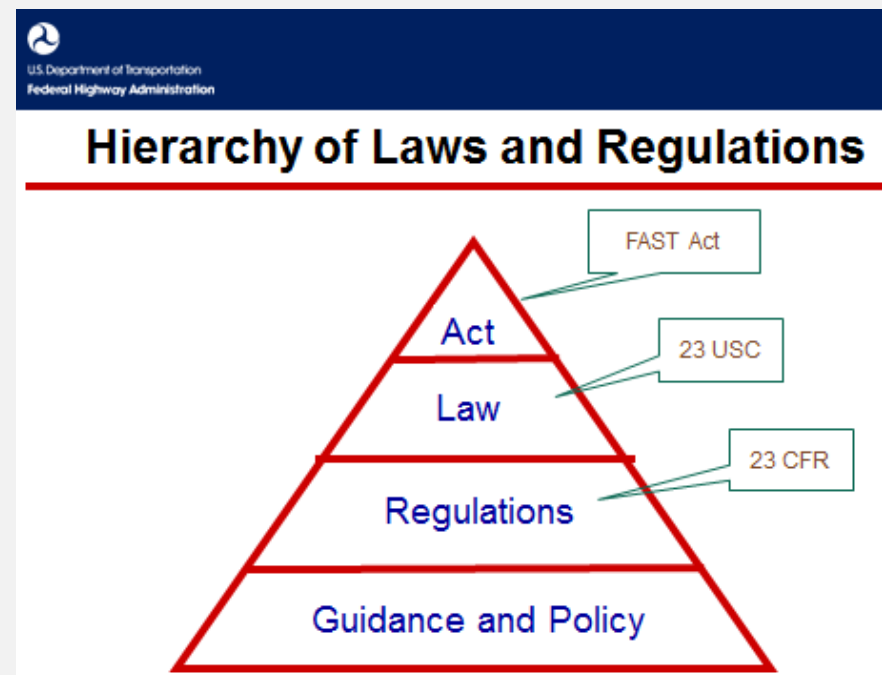 U.S. Department of Transportation
Federal Highway Administration
Hierarchy of Laws and Regulations
FAST Act
Act
23 USC
Law
23 CFR
Regulations
Guidance and Policy